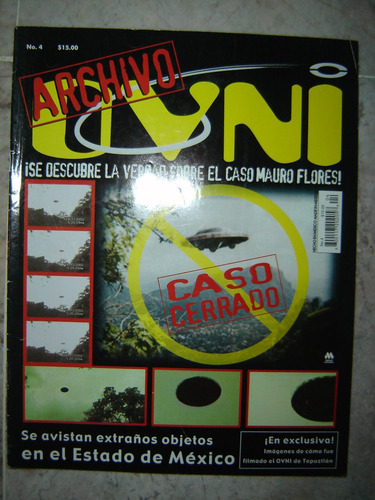 No. 4 $15.00
ARCHIVO
OVNI
¡SE DESCUBRE LA VERDAD SOBRE EL CASO MAURO FLORES!
CASO
CERRADO
Se avistan extraños objetos
en el Estado de México
¡En exclusiva!
Imágenes de cómo fue
filmado el OVNI de Tepoztlán